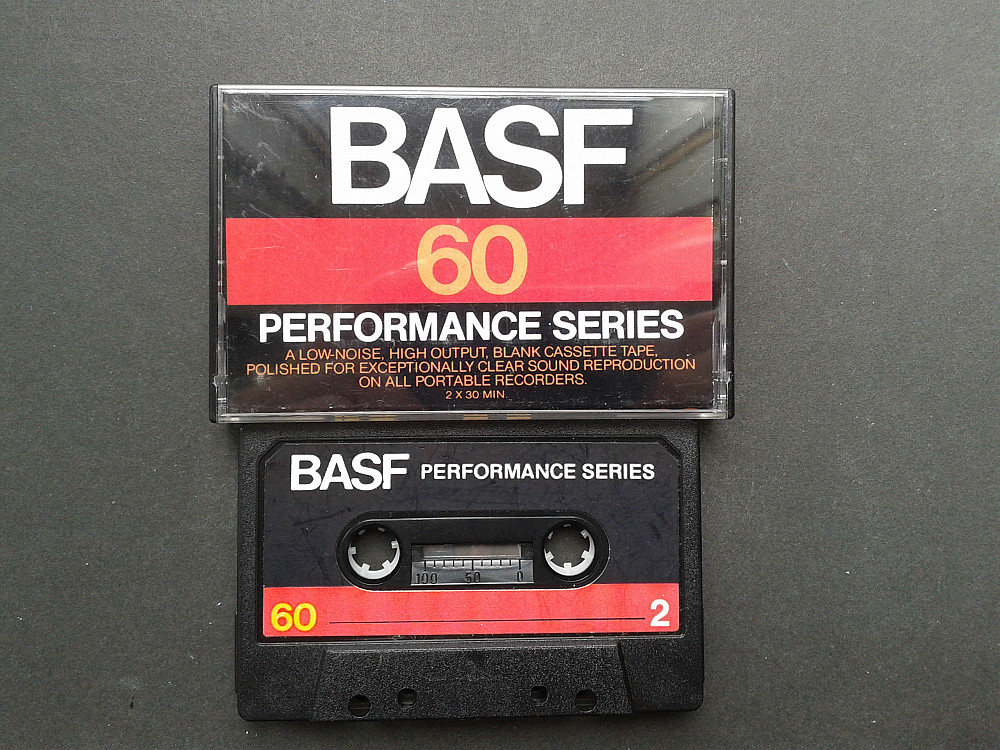 BASF
60
PERFORMANCE SERIES
A LOW-NOISE, HIGH OUTPUT, BLANK CASSETTE TAPE,
POLISHED FOR EXCEPTIONALLY CLEAR SOUND REPRODUCTION
ON ALL PORTABLE RECORDERS.
2 X 30 MIN.
BASF PERFORMANCE SERIES
100 50 0
60 2